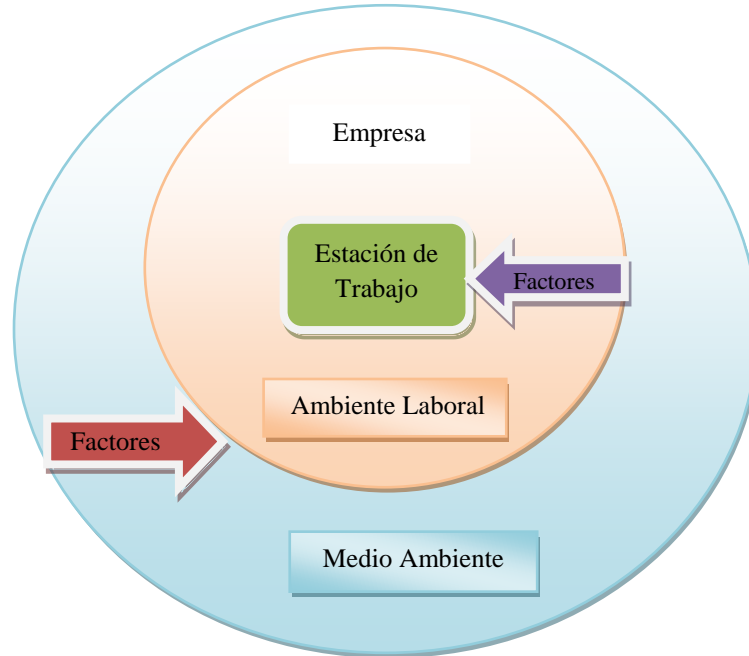 Empresa
Estación de
Trabajo
Factores
Ambiente Laboral
Factores
Medio Ambiente